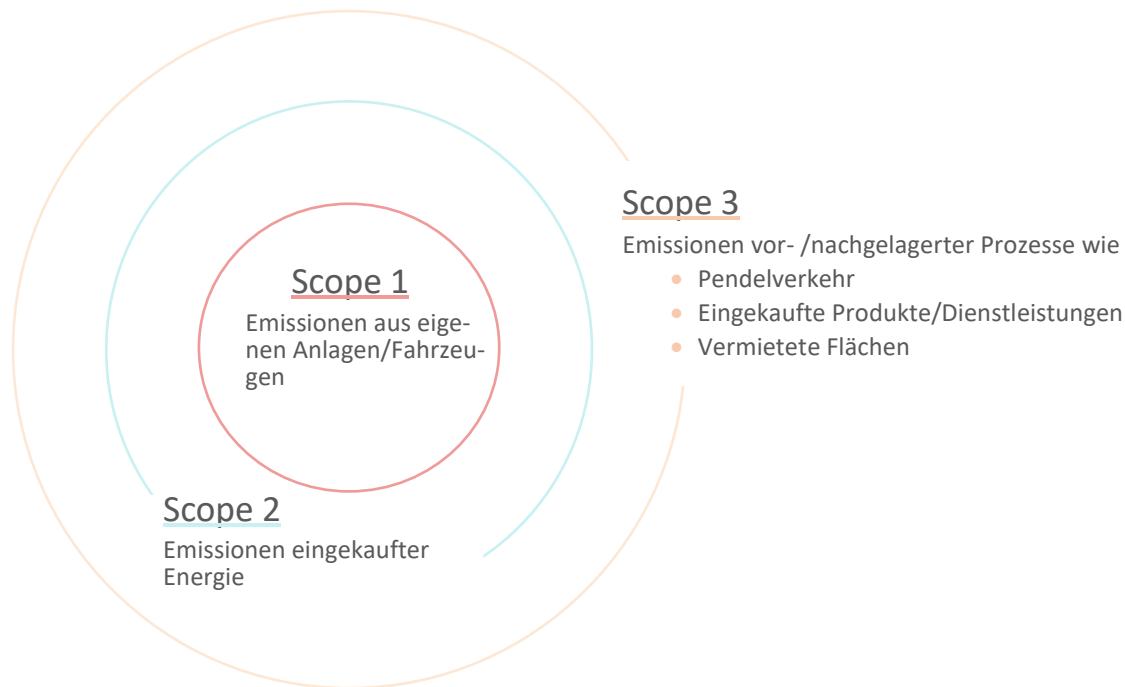 Scope 3
Emissionen vor- /nachgelagerter Prozesse wie
• Pendelverkehr
• Eingekaufte Produkte/Dienstleistungen
• Vermietete Flächen
Scope 1
Emissionen aus eige-
nen Anlagen/Fahrzeu-
gen
Scope 2
Emissionen eingekaufter
Energie